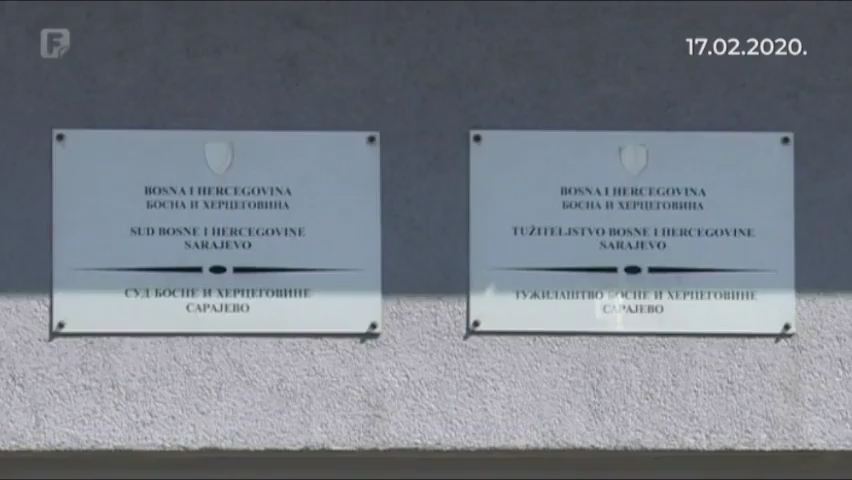 F
17.02.2020.
BOSNA I HERCEGOVINA
БОСНА И ХЕРЦЕГОВИНА
SUD BOSNE I HERCEGOVINE
SARAJEVO
СУД БОСНЕ И ХЕРЦЕГОВИНЕ
САРАЈЕВО
BOSNA I HERCEGOVINA
БОСНА И ХЕРЦЕГОВИНА
TUŽITELJSTVO BOSNE I HERCEGOVINE
SARAJEVO
ТУЖИЛАШТВО БОСНЕ И ХЕРЦЕГОВИНЕ
САРАЈЕВО